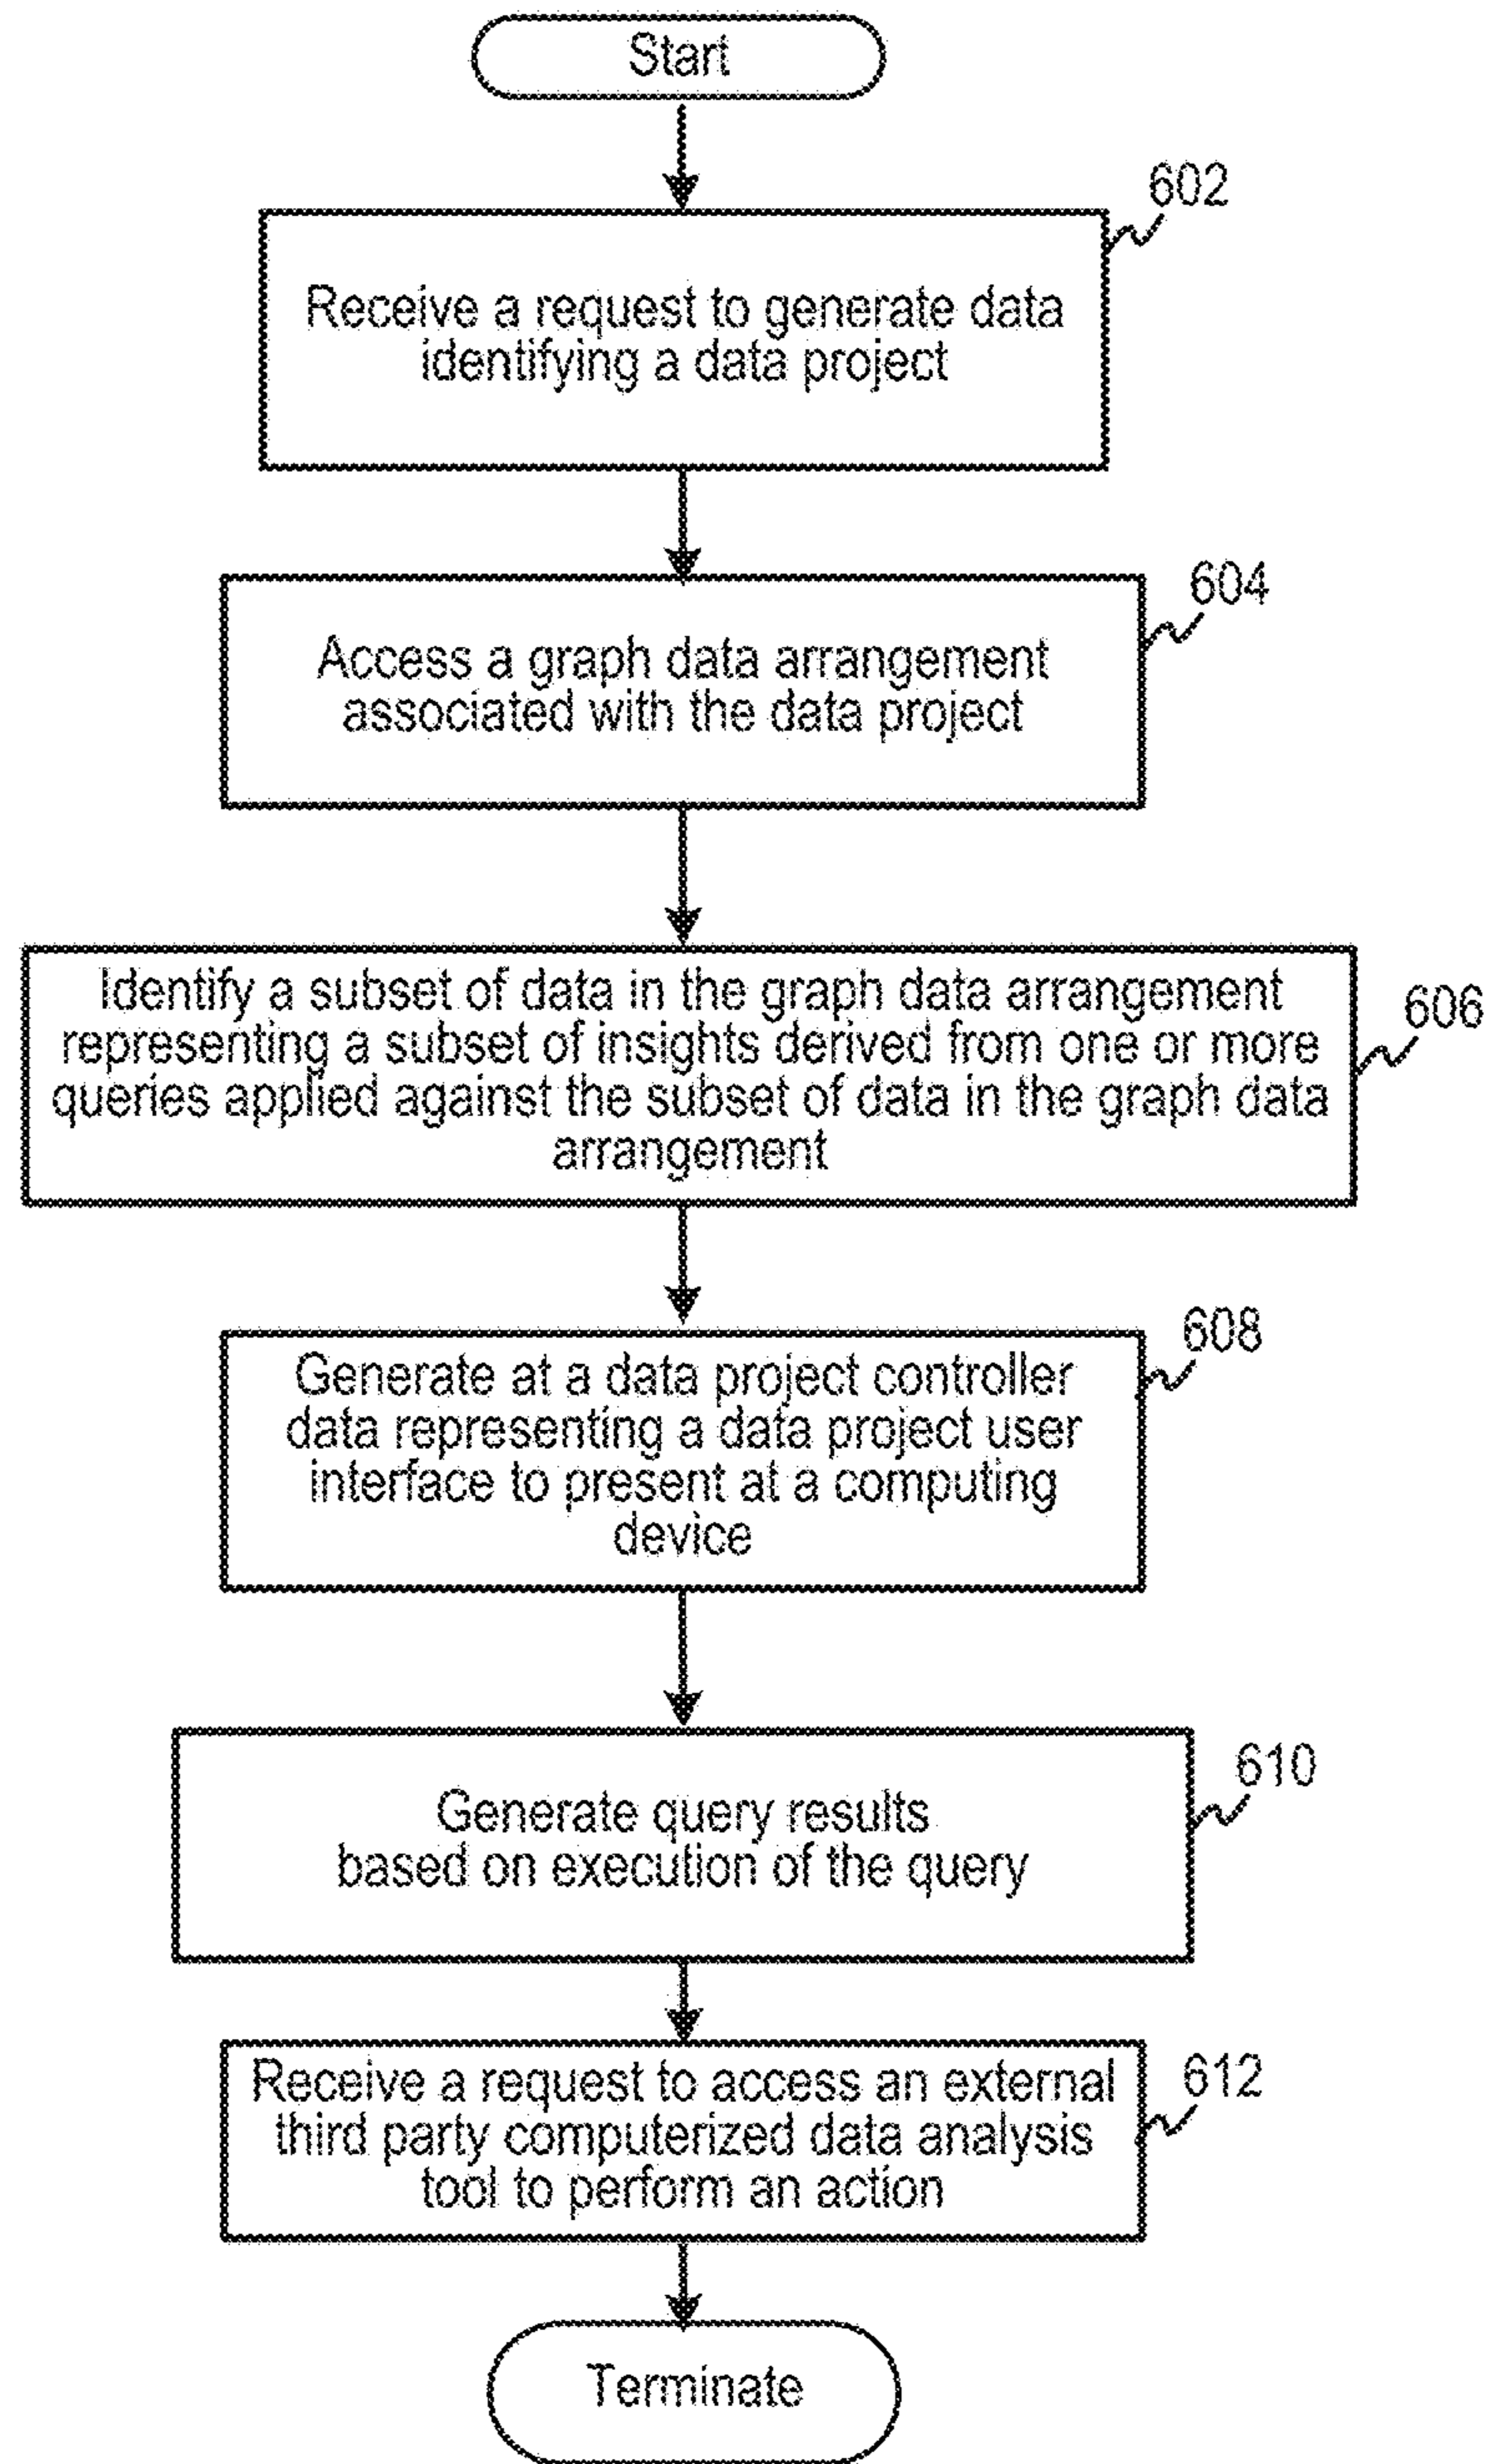 Start
602
Receive a request to generate data
identifying a data project
604
Access a graph data arrangement
associated with the data project
606
Identify a subset of data in the graph data arrangement
representing a subset of insights derived from one or more
queries applied against the subset of data in the graph data
arrangement
608
Generate at a data project controller
data representing a data project user
interface to present at a computing
device
610
Generate query results
based on execution of the query
612
Receive a request to access an external
third party computerized data analysis
tool to perform an action
Terminate